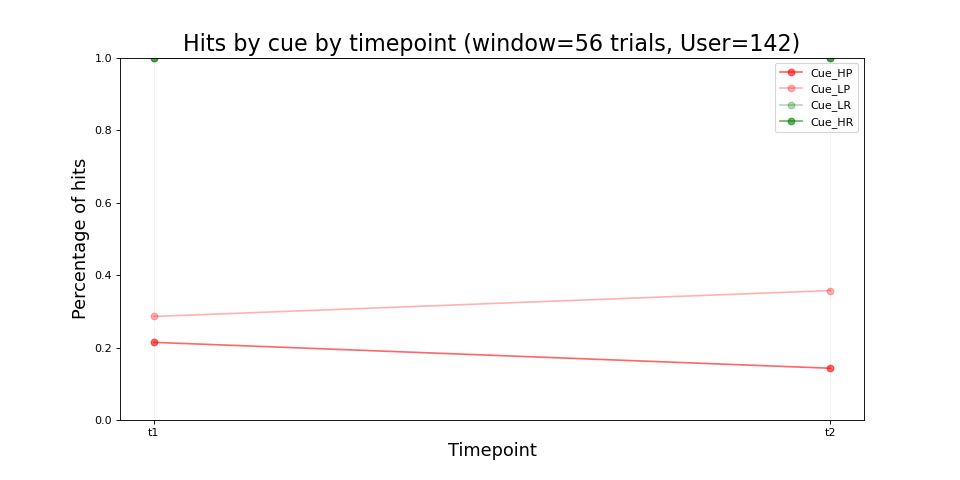 Hits by cue by timepoint (window=56 trials, User=142)
Percentage of hits
1.0
0.8
0.6
0.4
0.2
0.0
Cue_HP
Cue_LP
Cue_LR
Cue_HR
t1
t2
Timepoint